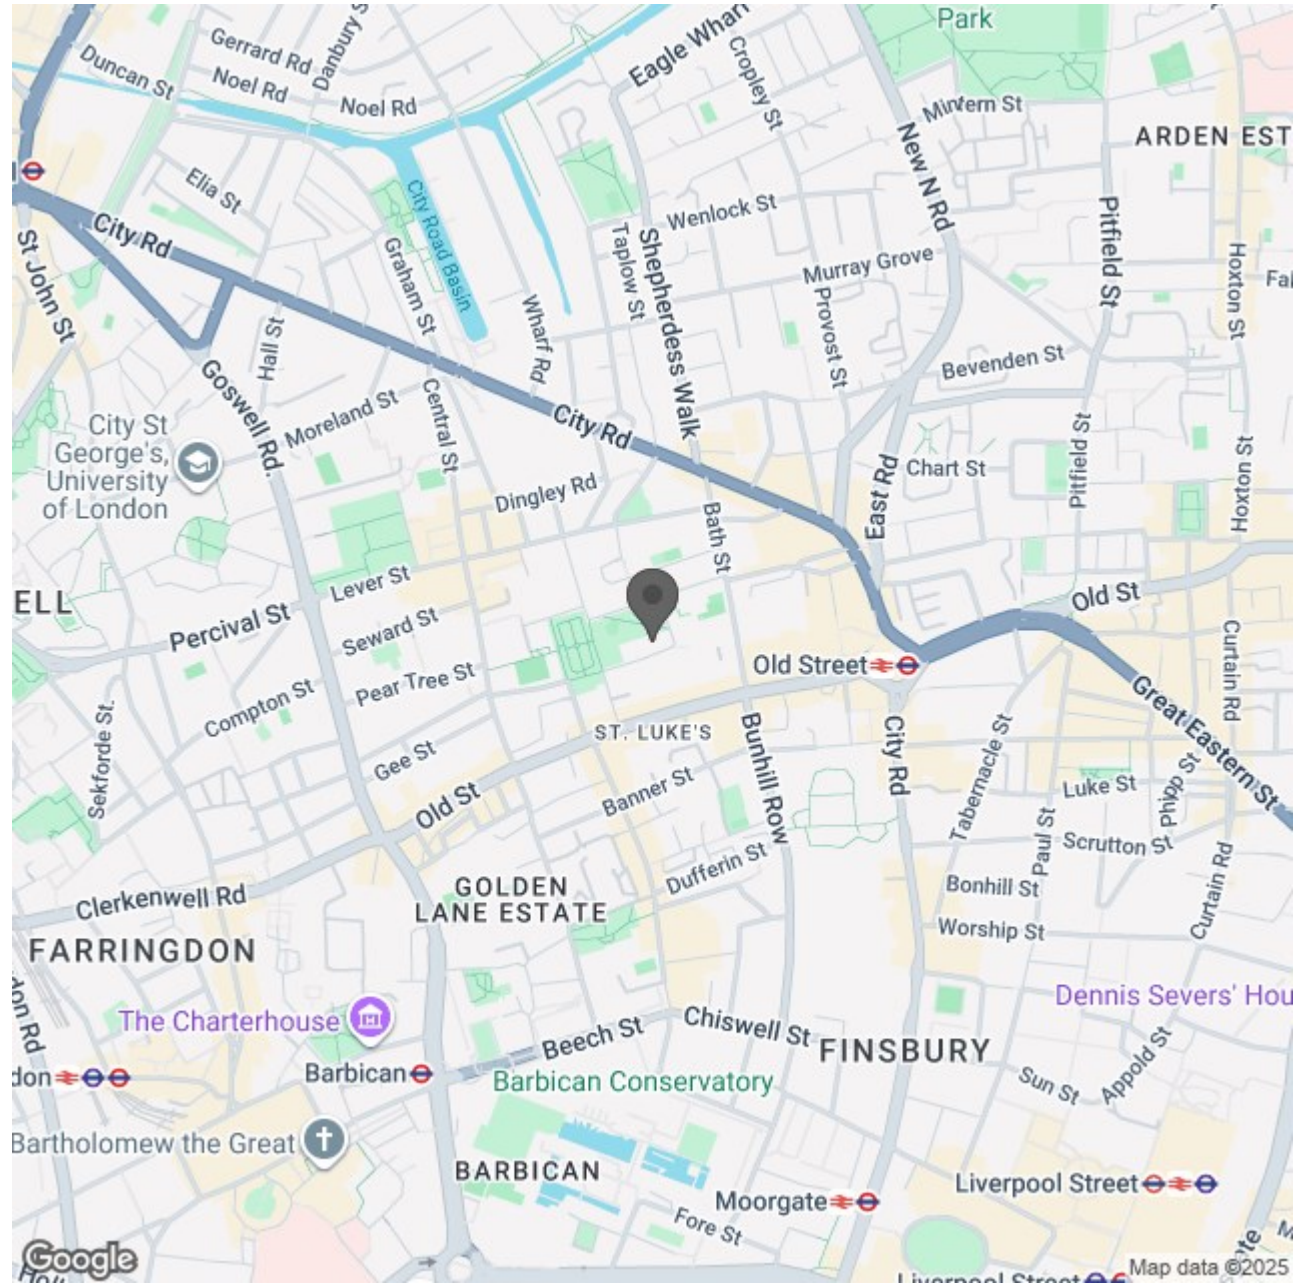 Park
Gerrard Rd
Danbury S
Eagle Wharf
Cropley St
Duncan St
Noel Rd
Noel Rd
Mintern St
New N Rd
ARDEN EST
Elia St
City Road Basin
Wenlock St
Pitfield St
City Rd
St John St
Graham St
Taplow St
Shepherdess Walk
Murray Grove
Hoxton St
Fal
Hall St
Wharf Rd
Provost St
Bevenden St
Goswell Rd.
Moreland St
Central St
City Rd
City St
George's,
University
of London
Chart St
Pitfield St
Hoxton St
Dingley Rd
East Rd
Bath St
Lever St
ELL
Percival St
Seward St
Old St
Curtain Rd
Old Street
Pear Tree St
Compton St
Sekforde St.
Great Eastern St
ST. LUKE'S
Bunhill Row
City Rd
Tabernacle St
Gee St
Banner St
Luke St
Phipp St
Old St
Paul St
Scrutton St
Dufferin St
Curtain Rd
Clerkenwell Rd
GOLDEN
LANE ESTATE
Bonhill St
Worship St
FARRINGDON
don Rd
Dennis Severs' Hou
The Charterhouse
Chiswell St
Beech St
FINSBURY
Appold St
don
Barbican
Barbican Conservatory
Sun St
Bartholomew the Great
BARBICAN
Liverpool Street
Moorgate
Fore St
Google
Map data ©2025
Liverpool Street